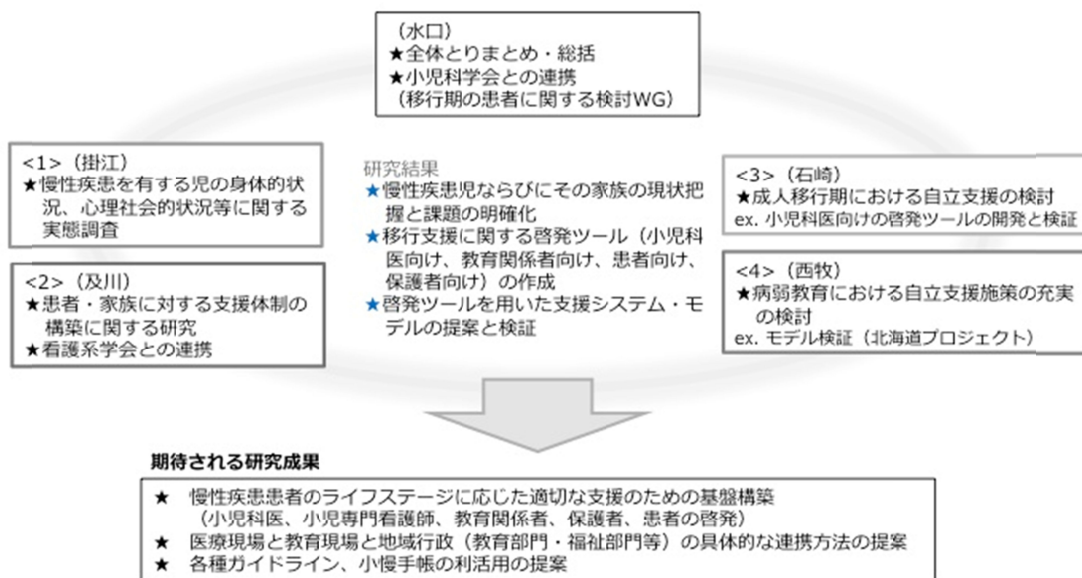 （水口）
★全体とりまとめ・総括
★小児科学会との連携
（移行期の患者に関する検討WG）
<1>（掛江）
★慢性疾患を有する児の身体的状
況、心理社会的状況等に関する
実態調査
<2>（及川）
★患者・家族に対する支援体制の
構築に関する研究
★看護系学会との連携
研究結果
★慢性疾患児ならびにその家族の現状把
握と課題の明確化
★移行支援に関する啓発ツール（小児科
医向け、教育関係者向け、患者向け、
保護者向け）の作成
★啓発ツールを用いた支援システム・モ
デルの提案と検証
<3>（石崎）
★成人移行期における自立支援の検討
ex. 小児科医向けの啓発ツールの開発と検証
<4>（西牧）
★病弱教育における自立支援施策の充実
の検討
ex. モデル検証（北海道プロジェクト）
期待される研究成果
★ 慢性疾患患者のライフステージに応じた適切な支援のための基盤構築
（小児科医、小児専門看護師、教育関係者、保護者、患者の啓発）
★ 医療現場と教育現場と地域行政（教育部門・福祉部門等）の具体的な連携方法の提案
★ 各種ガイドライン、小慢手帳の利活用の提案